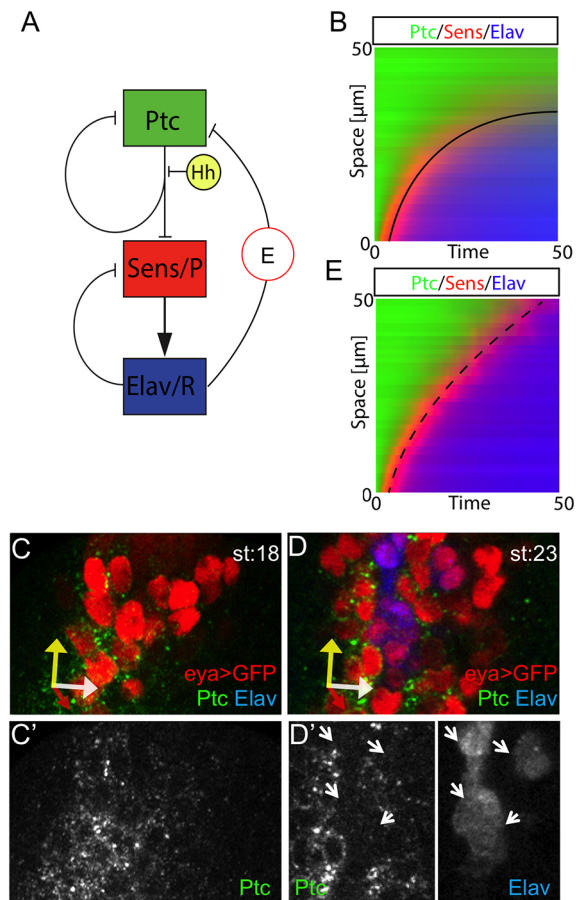 A
Ptc
Hh
Sens/P
E
Elav/R
B
Ptc/Sens/Elav
50
Space [µm]
0
0
Time
50
E
Ptc/Sens/Elav
50
Space [µm]
0
0
Time
50
C
st:18
eya>GFP
Ptc Elav
D
st:23
eya>GFP
Ptc Elav
C'
Ptc
D'
Ptc
Elav